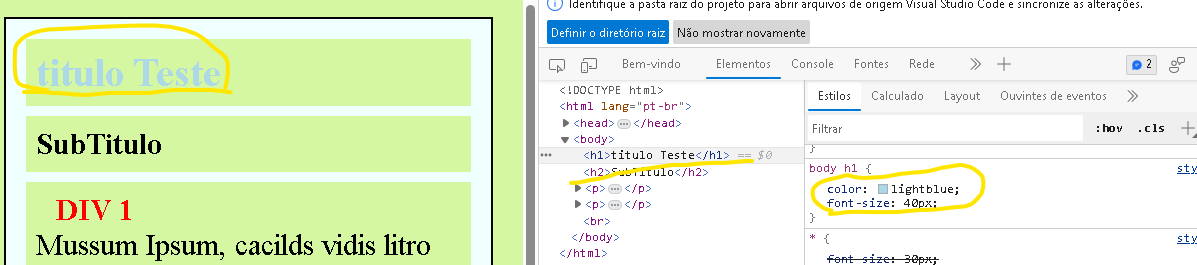 Identifique a pasta raiz do projeto para abrir arquivos de origem Visual Studio Code e sincronize as alterações.
Definir o diretório raiz
Não mostrar novamente
Bem-vindo
Elementos
Console
Fontes
Rede
2
titulo Teste
SubTitulo
DIV 1
Mussum Ipsum, cacilds vidis litro
<!DOCTYPE html>
<html lang="pt-br">
<head> ... </head>
<body>
<h1>titulo Teste</h1> == $0
<h2>SubTitulo</h2>
<p> ... </p>
<p> ... </p>
<br>
</body>
</html>
Estilos
Calculado
Layout
Ouvintes de eventos
Filtrar
:hov .cls
}
body h1 { sty
color: lightblue;
font-size: 40px;
}
* { sty
font-size: 30px;